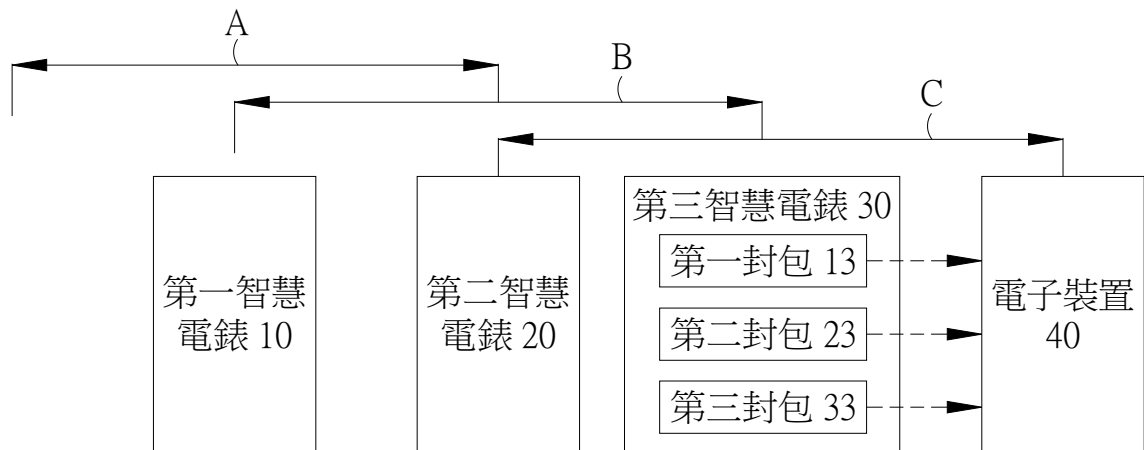 A
B
C
第一智慧
電錶 10
第二智慧
電錶 20
第三智慧電錶 30
第一封包 13
第二封包 23
第三封包 33
電子裝置
40